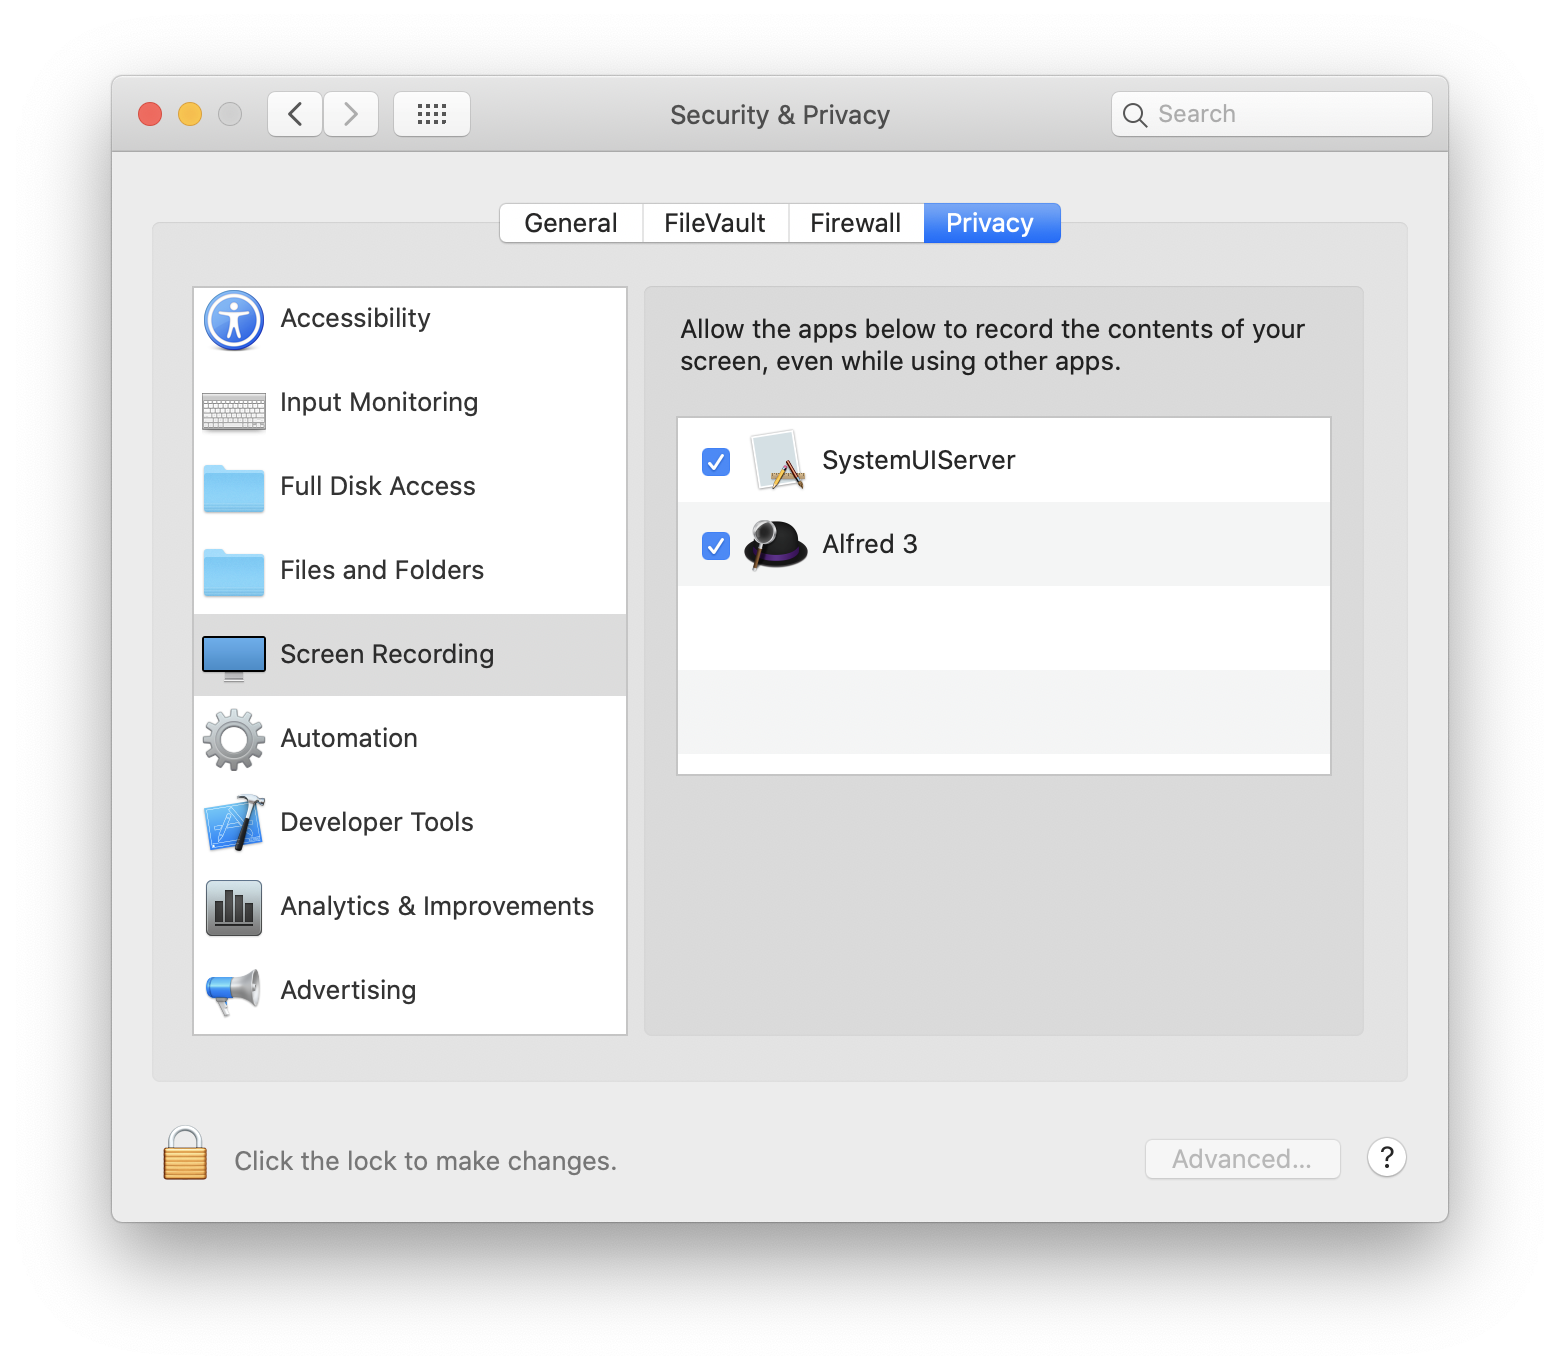 Security & Privacy
Search
General
FileVault
Firewall
Privacy
Accessibility
Input Monitoring
Full Disk Access
Files and Folders
Screen Recording
Automation
Developer Tools
Analytics & Improvements
Advertising
Allow the apps below to record the contents of your
screen, even while using other apps.
SystemUIServer
Alfred 3
Click the lock to make changes.
Advanced...
?